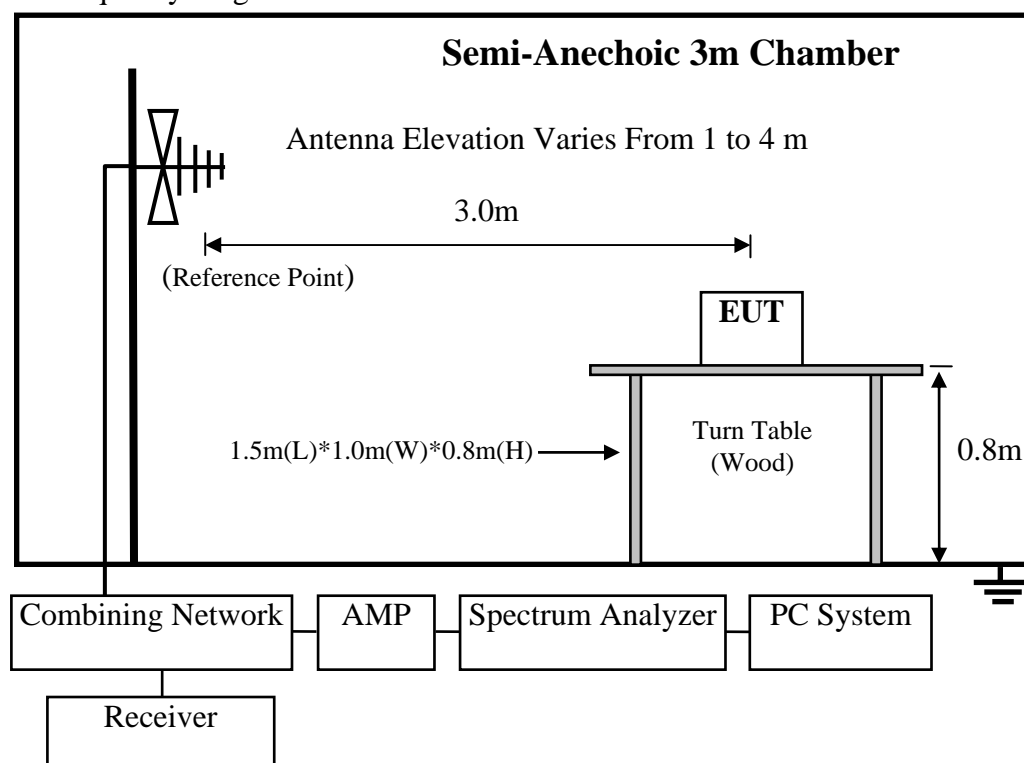 Semi-Anechoic 3m Chamber
Antenna Elevation Varies From 1 to 4 m
3.0m
(Reference Point)
EUT
1.5m(L)*1.0m(W)*0.8m(H)
Turn Table
(Wood)
0.8m
Combining Network
AMP
Spectrum Analyzer
PC System
Receiver